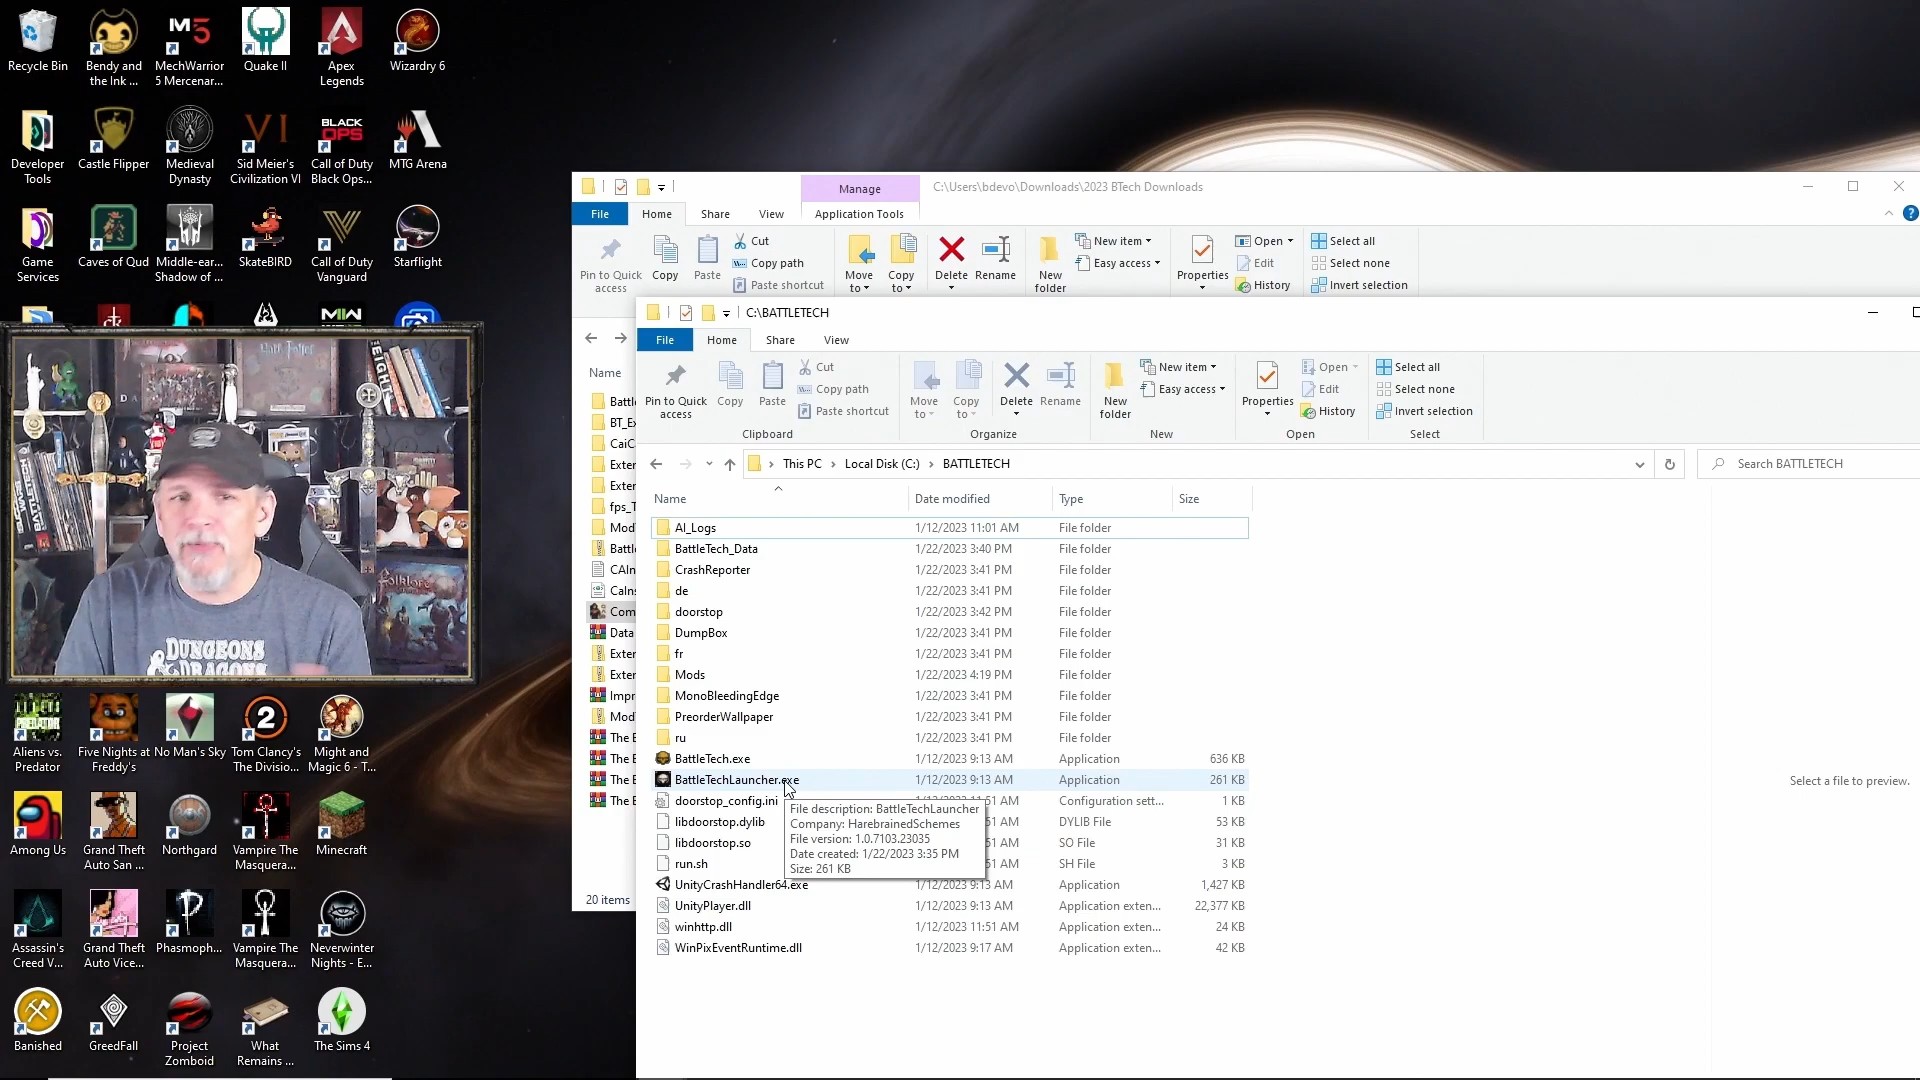 Recycle Bin
Bendy and
the Ink ...
MechWarrior
5 Mercenar...
Quake II
Apex
Legends
Wizardry 6
Developer
Tools
Castle Flipper
Medieval
Dynasty
Sid Meier's
Civilization VI
BLACK
OPS
Call of Duty
Black Ops...
MTG Arena
Game
Services
Caves of Qud
Middle-ear...
Shadow of ...
SkateBIRD
Call of Duty
Vanguard
Starflight
DUNGEONS
& DRAGONS
Aliens vs.
Predator
Five Nights at
Freddy's
No Man's Sky
Tom Clancy's
The Divisio...
Might and
Magic 6 - T...
Among Us
Grand Theft
Auto San ...
Northgard
Vampire The
Masquera...
Minecraft
Assassin's
Creed V...
Grand Theft
Auto Vice...
Phasmoph...
Vampire The
Masquera...
Neverwinter
Nights - E...
Banished
GreedFall
Project
Zomboid
What
Remains ...
The Sims 4
Manage
C:\Users\bdevo\Downloads\2023 BTech Downloads
File
Home
Share
View
Application Tools
Pin to Quick
access
Copy
Paste
Cut
Copy path
Paste shortcut
Move
to
Copy
to
Delete
Rename
New
folder
New item
Easy access
Properties
Open
Edit
History
Select all
Select none
Invert selection
Name
20 items
C:\BATTLETECH
File
Home
Share
View
Pin to Quick
access
Copy
Paste
Cut
Copy path
Paste shortcut
Clipboard
Move
to
Copy
to
Delete
Rename
Organize
New
folder
New item
Easy access
New
Properties
Open
Edit
History
Open
Select all
Select none
Invert selection
Select
This PC > Local Disk (C:) > BATTLETECH
Search BATTLETECH
Name Date modified Type Size
AI_Logs 1/12/2023 11:01 AM File folder
BattleTech_Data 1/22/2023 3:40 PM File folder
CrashReporter 1/22/2023 3:41 PM File folder
de 1/22/2023 3:41 PM File folder
doorstop 1/22/2023 3:42 PM File folder
DumpBox 1/22/2023 3:41 PM File folder
fr 1/22/2023 3:41 PM File folder
Mods 1/22/2023 4:19 PM File folder
MonoBleedingEdge 1/22/2023 3:41 PM File folder
PreorderWallpaper 1/22/2023 3:41 PM File folder
ru 1/22/2023 3:41 PM File folder
BattleTech.exe 1/12/2023 9:13 AM Application 636 KB
BattleTechLauncher.exe 1/12/2023 9:13 AM Application 261 KB
doorstop_config.ini Configuration sett... 1 KB
libdoorstop.dylib DYLIB File 53 KB
libdoorstop.so SO File 31 KB
run.sh SH File 3 KB
UnityCrashHandler64.exe 1/12/2023 9:13 AM Application 1,427 KB
UnityPlayer.dll 1/12/2023 9:13 AM Application exten... 22,377 KB
winhttp.dll 1/12/2023 11:51 AM Application exten... 24 KB
WinPixEventRuntime.dll 1/12/2023 9:17 AM Application exten... 42 KB
File description: BattleTechLauncher
Company: HarebrainedSchemes
File version: 1.0.7103.23035
Date created: 1/22/2023 3:35 PM
Size: 261 KB
Select a file to preview.